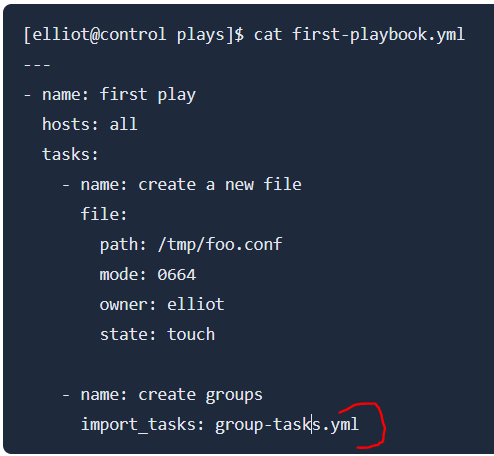 [elliot@control plays]$ cat first-playbook.yml
---
- name: first play
  hosts: all
  tasks:
    - name: create a new file
      file:
        path: /tmp/foo.conf
        mode: 0664
        owner: elliot
        state: touch

    - name: create groups
      import_tasks: group-tasks.yml